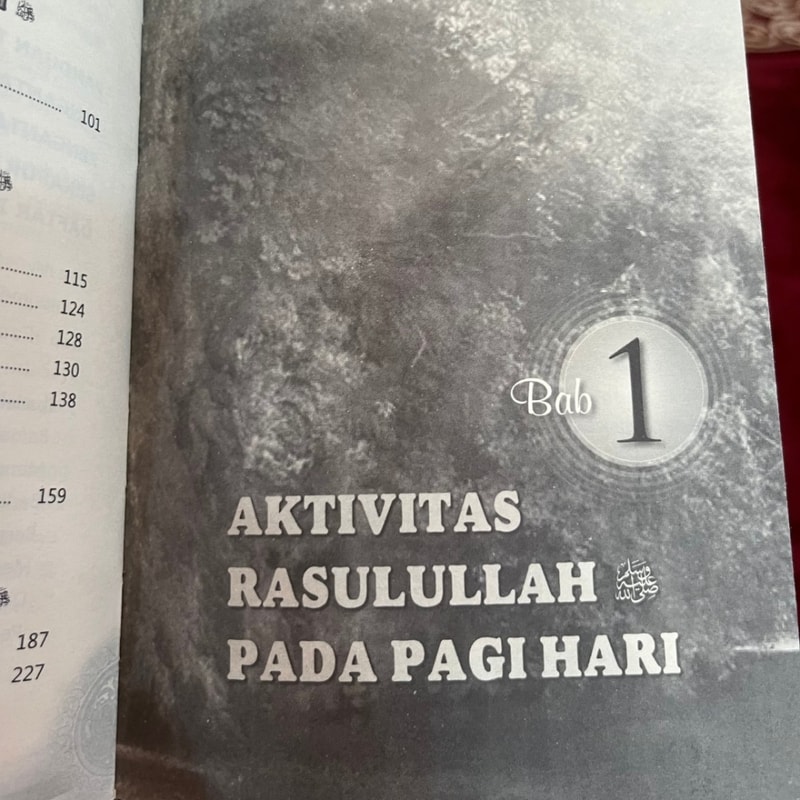 101
115
124
128
130
138
159
187
227
Bab 1
AKTIVITAS
RASULULLAH ﷺ
PADA PAGI HARI